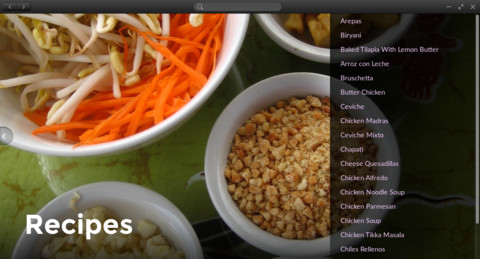 Arepas
Biryani
Baked Tilapia With Lemon Butter
Arroz con Leche
Bruschetta
Butter Chicken
Ceviche
Chicken Madras
Ceviche Mixto
Chapati
Cheese Quesadillas
Chicken Alfredo
Chicken Noodle Soup
Chicken Parmesan
Chicken Soup
Chicken Tikka Masala
Chiles Rellenos
Recipes